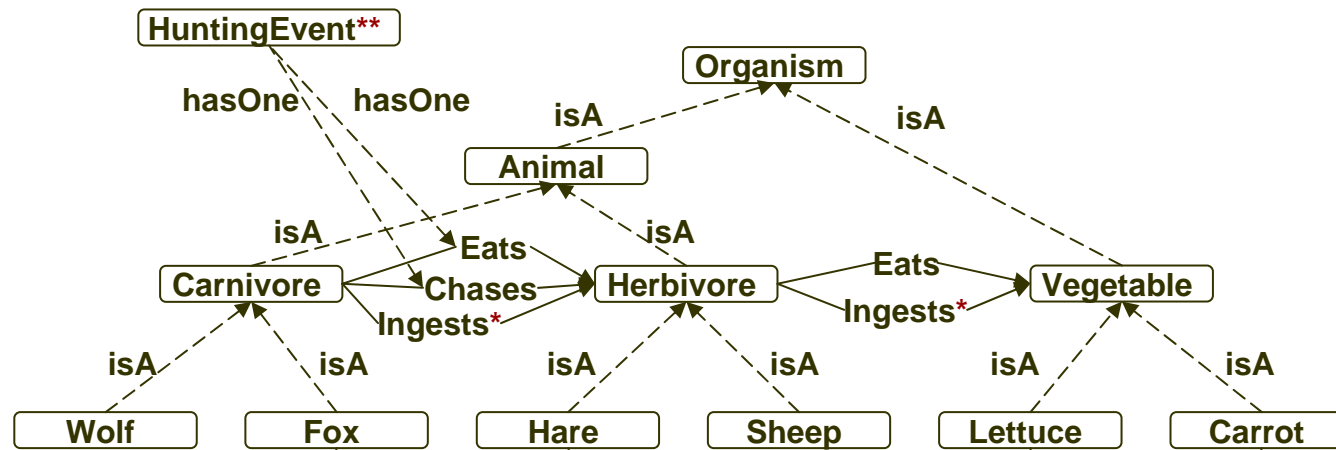 HuntingEvent**
Organism
hasOne hasOne
isA isA
Animal
isA isA
Eats Eats
Carnivore Chases Herbivore Vegetable
Ingests* Ingests*
isA isA isA isA isA isA
Wolf Fox Hare Sheep Lettuce Carrot